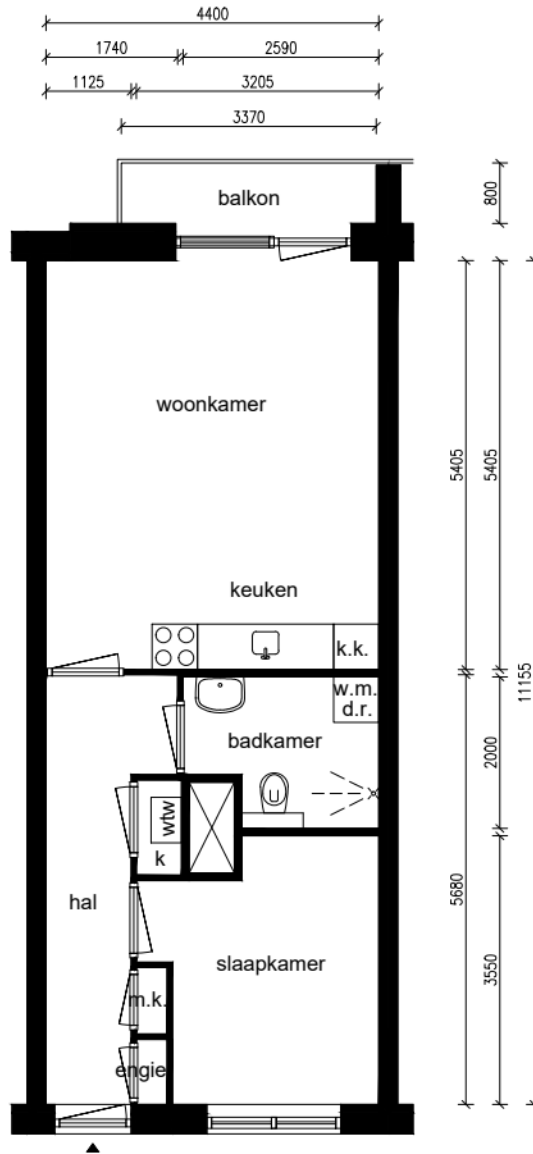 4400
1740 2590
1125 3205
3370
balkon
800
woonkamer
5405
5405
keuken
k.k.
w.m.
d.r.
11155
badkamer
2000
wtw
k
hal
5680
slaapkamer
3550
m.k.
engie